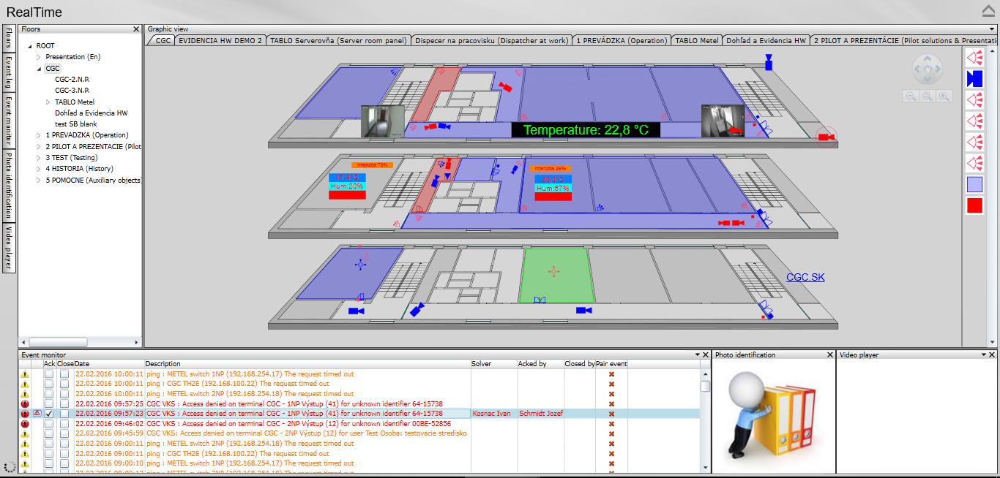 RealTime
Floors
Event log
Event monitor
Photo identification
Video player
Floors
ROOT
Presentation (En)
CGC
CGC-2.N.P.
CGC-3.N.P.
TABLO Metel
Dohľad a Evidencia HW
test SB blank
1 PREVADZKA (Operation)
2 PILOT A PREZENTACIE (Pilot
3 TEST (Testing)
4 HISTORIA (History)
5 POMOCNE (Auxiliary objects)
Graphic view
CGC
EVIDENCIA HW DEMO 2
TABLO Serverovňa (Server room panel)
Dispecer na pracovisku (Dispatcher at work)
1 PREVÁDZKA (Operation)
TABLO Metel
Dohľad a Evidencia HW
2 PILOT A PREZENTÁCIE (Pilot solutions & Presentati
Temperature: 22,8 °C
Intenzita 78%
Hum:20%
Intenzita 26%
Hum:57%
CGC.SK
Event monitor
Ack Close Date Description Solver Acked by Closed by Pair event
22.02.2016 10:00:11 ping : METEL switch 1NP (192.168.254.17) The request timed out
22.02.2016 10:00:11 ping : CGC TH2E (192.168.100.22) The request timed out
22.02.2016 10:00:11 ping : METEL switch 2NP (192.168.254.18) The request timed out
22.02.2016 09:57:25 CGC VKS : Access denied on terminal CGC - 1NP Výstup (41) for unknown identifier 64-15738
22.02.2016 09:57:23 CGC VKS : Access denied on terminal CGC - 1NP Výstup (41) for unknown identifier 64-15738 Kosnac Ivan Schmidt Jozef
22.02.2016 09:46:02 CGC VKS : Access denied on terminal CGC - 2NP Výstup (12) for unknown identifier 00BE-52856
22.02.2016 09:45:59 CGC VKS: Access denied on terminal CGC - 2NP Výstup (12) for user Test Osoba: testovacie stredisko
22.02.2016 09:00:11 ping : METEL switch 2NP (192.168.254.18) The request timed out
22.02.2016 09:00:11 ping : CGC TH2E (192.168.100.22) The request timed out
22.02.2016 09:00:10 ping : METEL switch 1NP (192.168.254.17) The request timed out
Photo identification
Video player